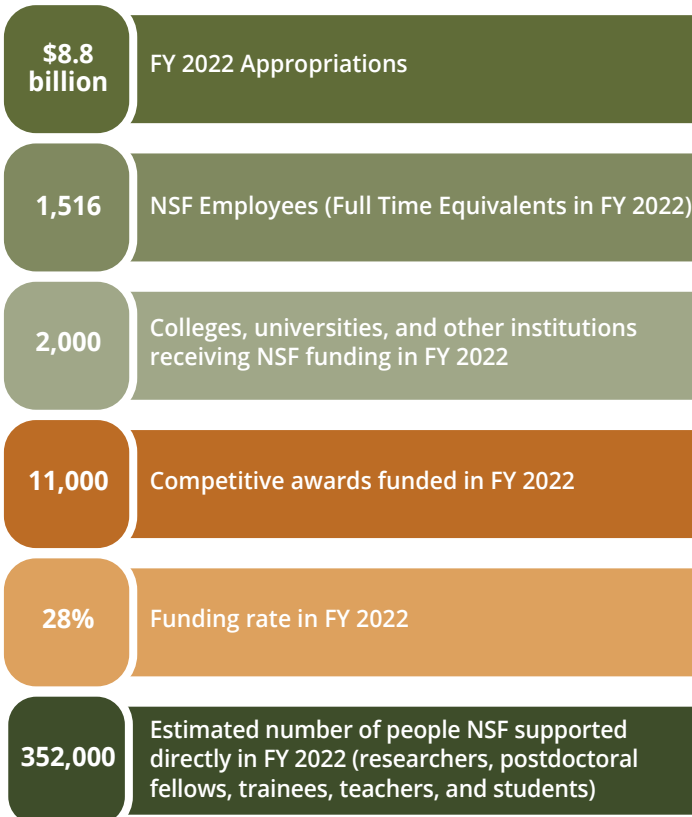 $8.8
billion
FY 2022 Appropriations
1,516
NSF Employees (Full Time Equivalents in FY 2022)
2,000
Colleges, universities, and other institutions
receiving NSF funding in FY 2022
11,000
Competitive awards funded in FY 2022
28%
Funding rate in FY 2022
352,000
Estimated number of people NSF supported
directly in FY 2022 (researchers, postdoctoral
fellows, trainees, teachers, and students)